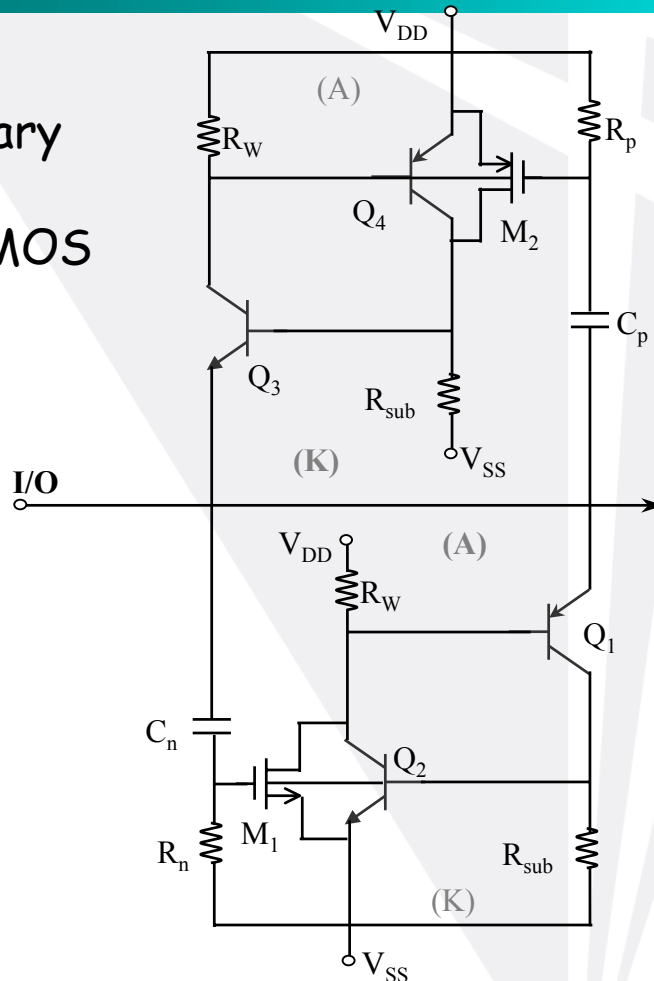 V_DD
(A)
ary
R_W
R_p
Q_4
M_2
MOS
C_p
Q_3
R_sub
(K)
V_SS
I/O
V_DD
(A)
R_W
Q_1
C_n
Q_2
M_1
R_n
R_sub
(K)
V_SS